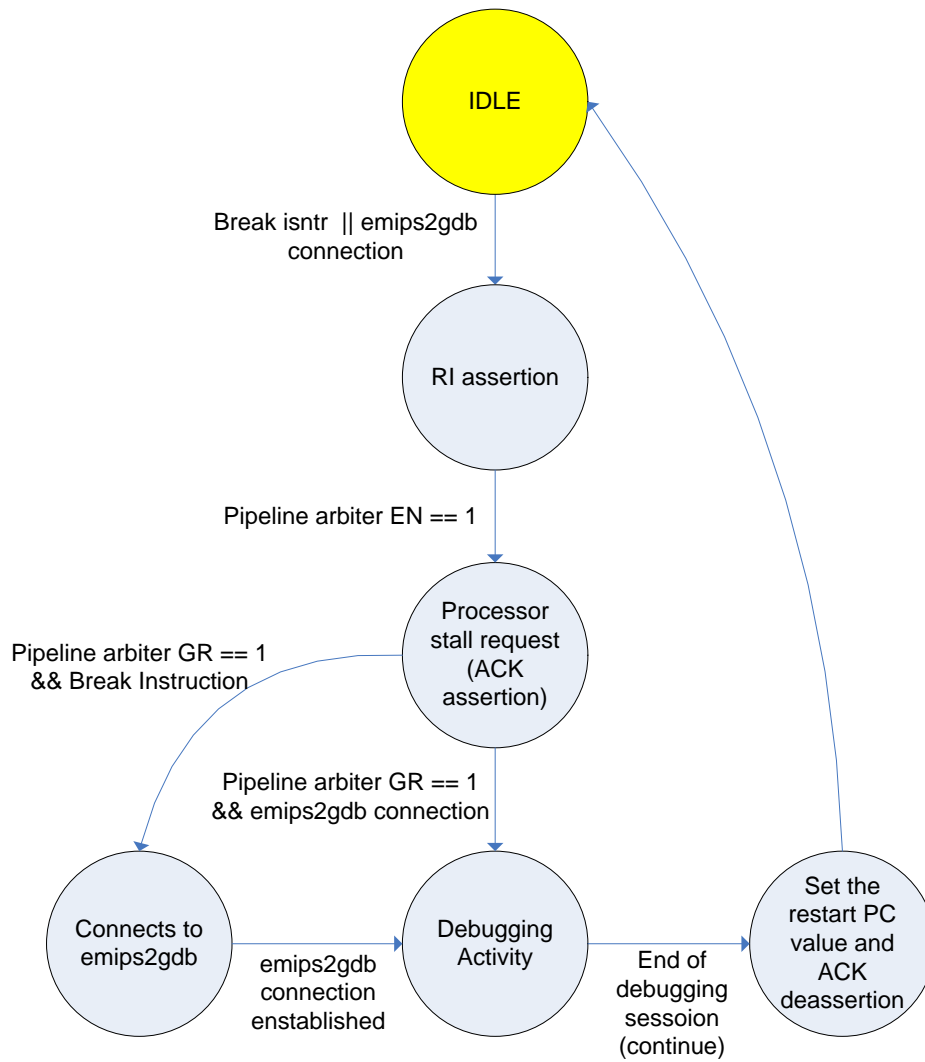 IDLE
Break isntr || emips2gdb
connection
RI assertion
Pipeline arbiter EN == 1
Processor
stall request
(ACK
assertion)
Pipeline arbiter GR == 1
&& Break Instruction
Pipeline arbiter GR == 1
&& emips2gdb connection
Connects to
emips2gdb
emips2gdb
connection
enstablished
Debugging
Activity
End of
debugging
sessoion
(continue)
Set the
restart PC
value and
ACK
deassertion